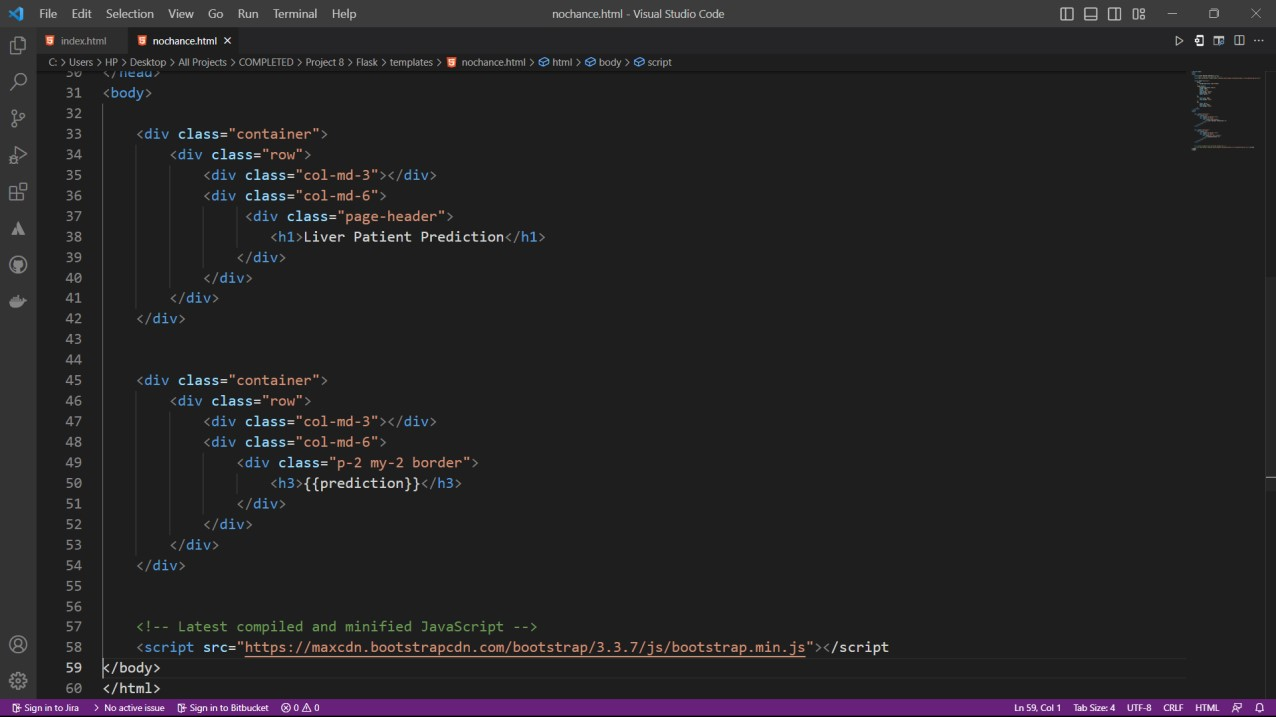 File Edit Selection View Go Run Terminal Help nochance.html - Visual Studio Code
index.html nochance.html
C: > Users > HP > Desktop > All Projects > COMPLETED > Project 8 > Flask > templates > nochance.html > html > body > script
30 </head>
31 <body>
32
33 <div class="container">
34 <div class="row">
35 <div class="col-md-3"></div>
36 <div class="col-md-6">
37 <div class="page-header">
38 <h1>Liver Patient Prediction</h1>
39 </div>
40 </div>
41 </div>
42 </div>
43
44
45 <div class="container">
46 <div class="row">
47 <div class="col-md-3"></div>
48 <div class="col-md-6">
49 <div class="p-2 my-2 border">
50 <h3>{{prediction}}</h3>
51 </div>
52 </div>
53 </div>
54 </div>
55
56
57 <!-- Latest compiled and minified JavaScript -->
58 <script src="https://maxcdn.bootstrapcdn.com/bootstrap/3.3.7/js/bootstrap.min.js"></script
59 </body>
60 </html>
Sign in to Jira No active issue Sign in to Bitbucket 0 0 Ln 59, Col 1 Tab Size: 4 UTF-8 CRLF HTML